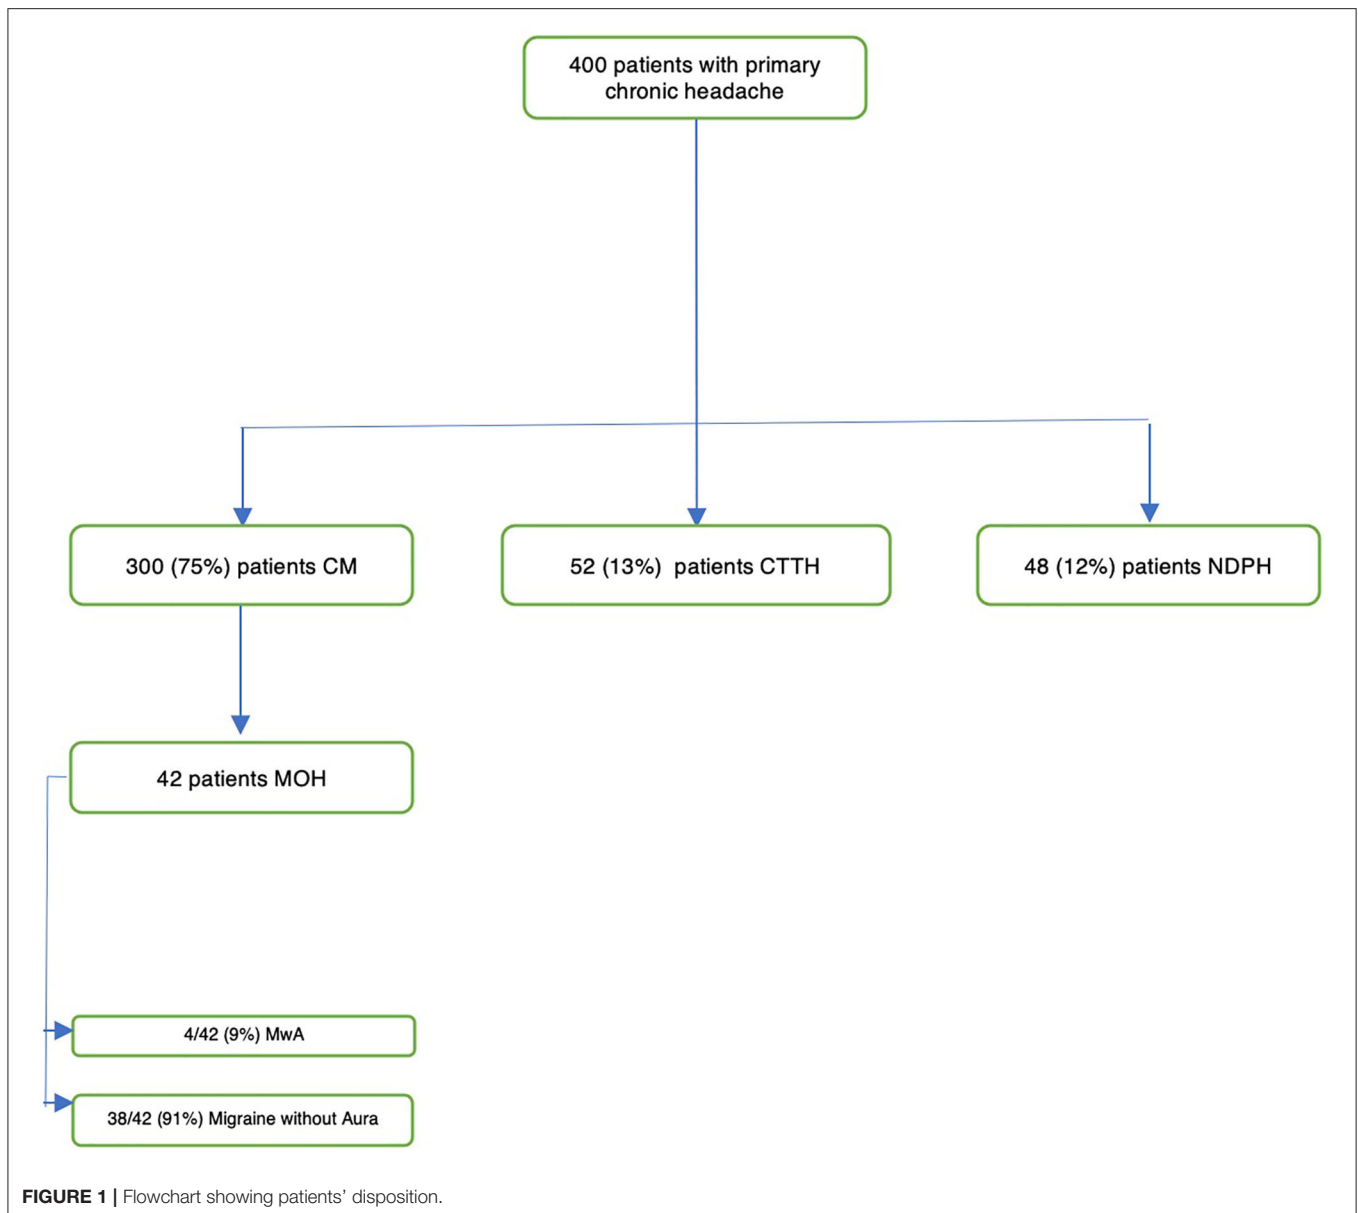 400 patients with primary
chronic headache
300 (75%) patients CM
52 (13%) patients CTTH
48 (12%) patients NDPH
42 patients MOH
4/42 (9%) MwA
38/42 (91%) Migraine without Aura
FIGURE 1 | Flowchart showing patients’ disposition.